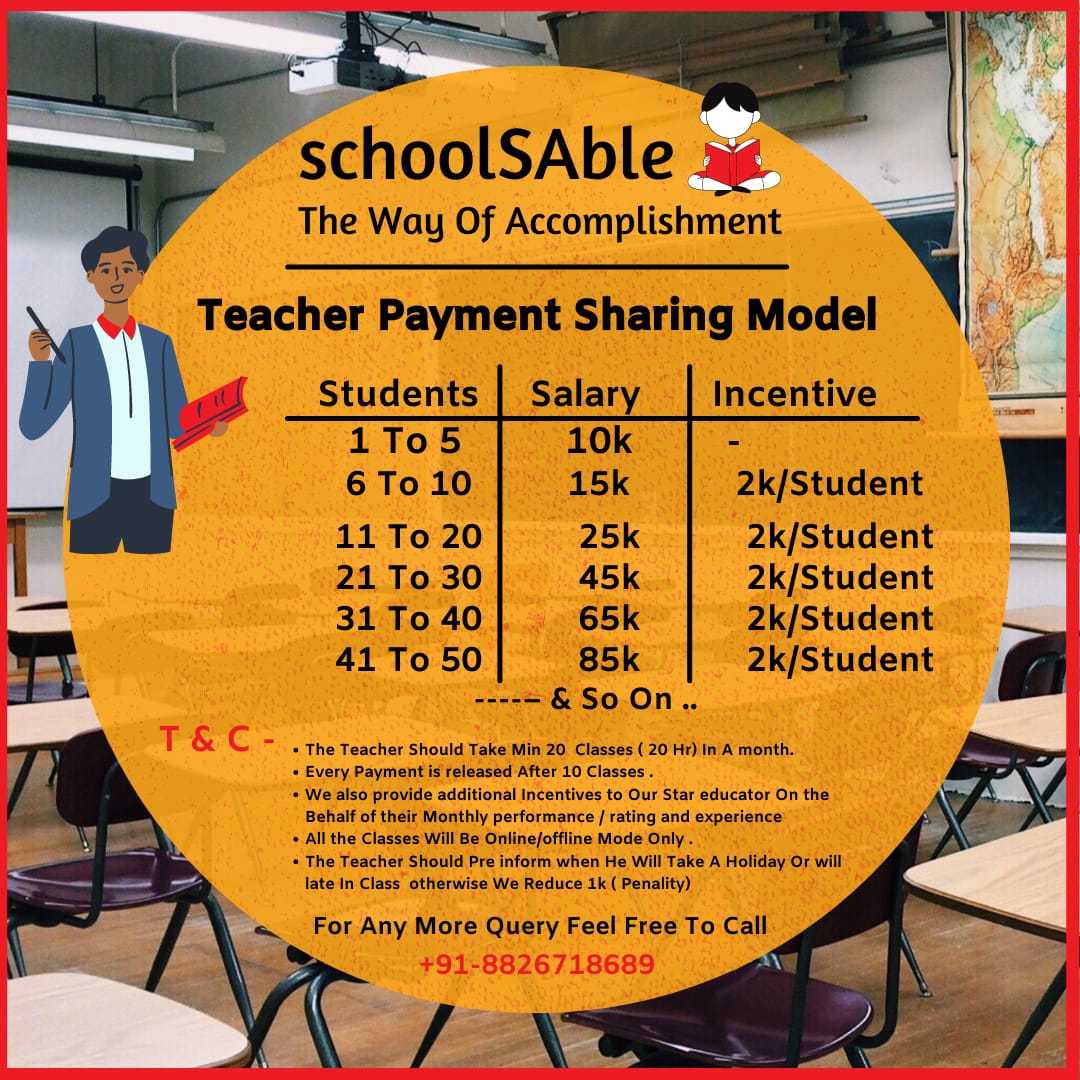 schoolSAble
The Way Of Accomplishment
Teacher Payment Sharing Model
Students Salary Incentive
1 To 5 10k -
6 To 10 15k 2k/Student
11 To 20 25k 2k/Student
21 To 30 45k 2k/Student
31 To 40 65k 2k/Student
41 To 50 85k 2k/Student
-----– & So On ..
T & C -
• The Teacher Should Take Min 20 Classes ( 20 Hr) In A month.
• Every Payment is released After 10 Classes .
• We also provide additional Incentives to Our Star educator On the
Behalf of their Monthly performance / rating and experience
• All the Classes Will Be Online/offline Mode Only .
• The Teacher Should Pre inform when He Will Take A Holiday Or will
late In Class otherwise We Reduce 1k ( Penality)
For Any More Query Feel Free To Call
+91-8826718689